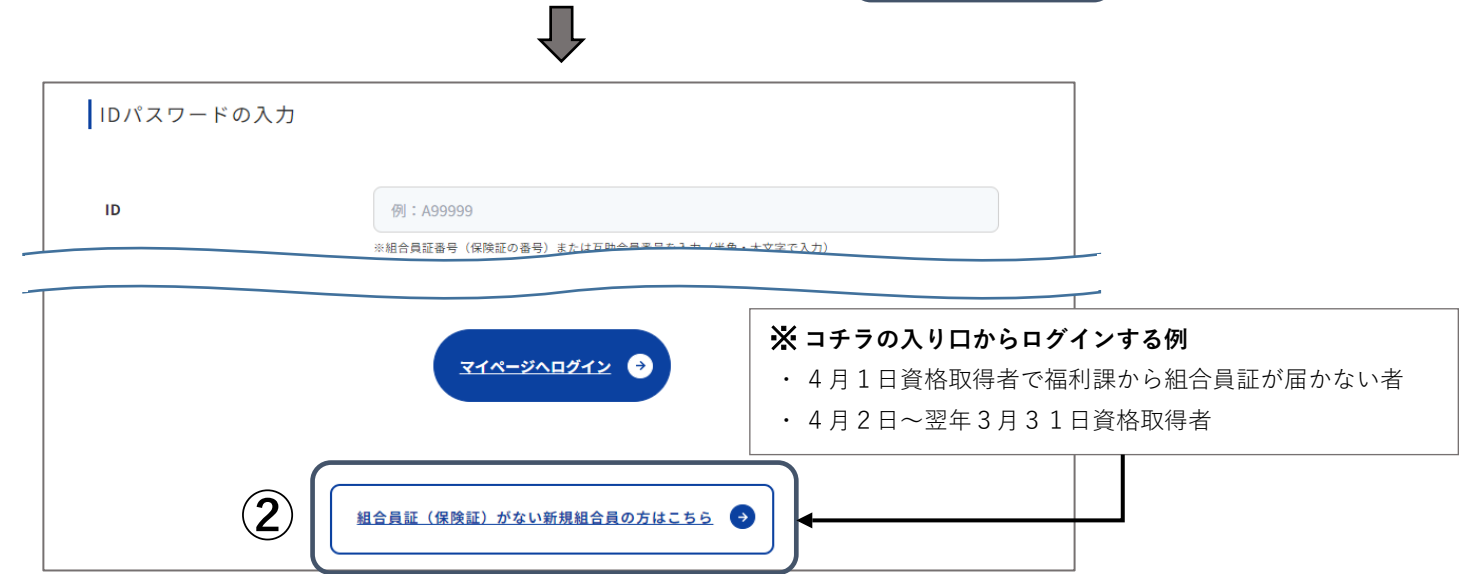 IDパスワードの入力
ID
例：A99999
※組合員証番号（保険証の番号）または互助会員番号を入力（半角・大文字で入力）
マイページへログイン
※ コチラの入り口からログインする例
・ ４月１日資格取得者で福利課から組合員証が届かない者
・ ４月２日～翌年３月３１日資格取得者
②
組合員証（保険証）がない新規組合員の方はこちら